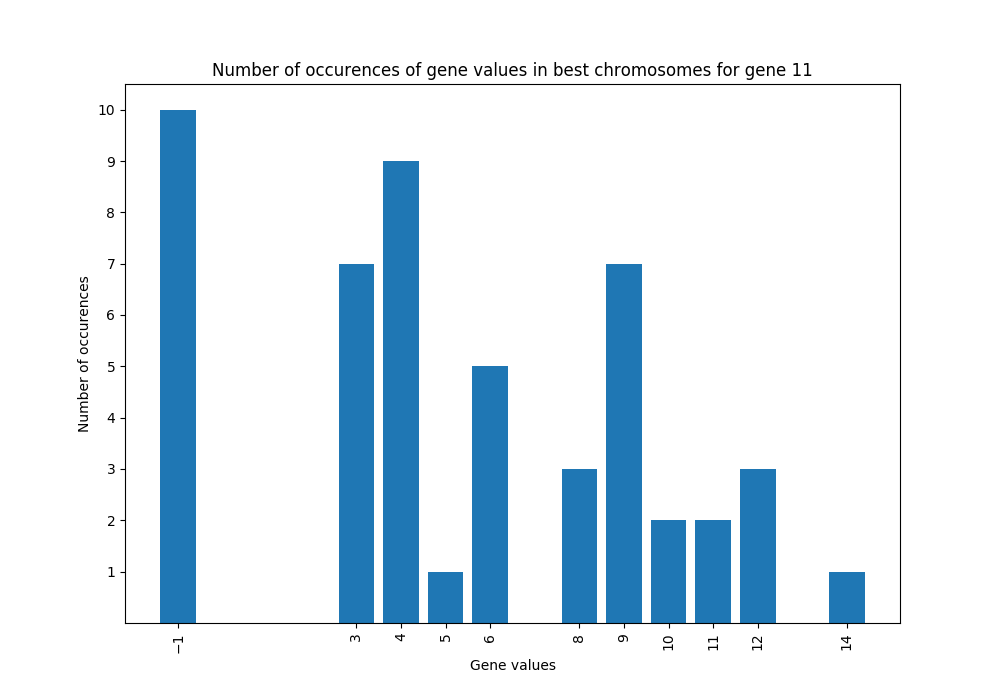 Number of occurences of gene values in best chromosomes for gene 11
10
9
8
7
6
5
4
3
2
1
Number of occurences
−1 3 4 5 6 8 9 10 11 12 14
Gene values